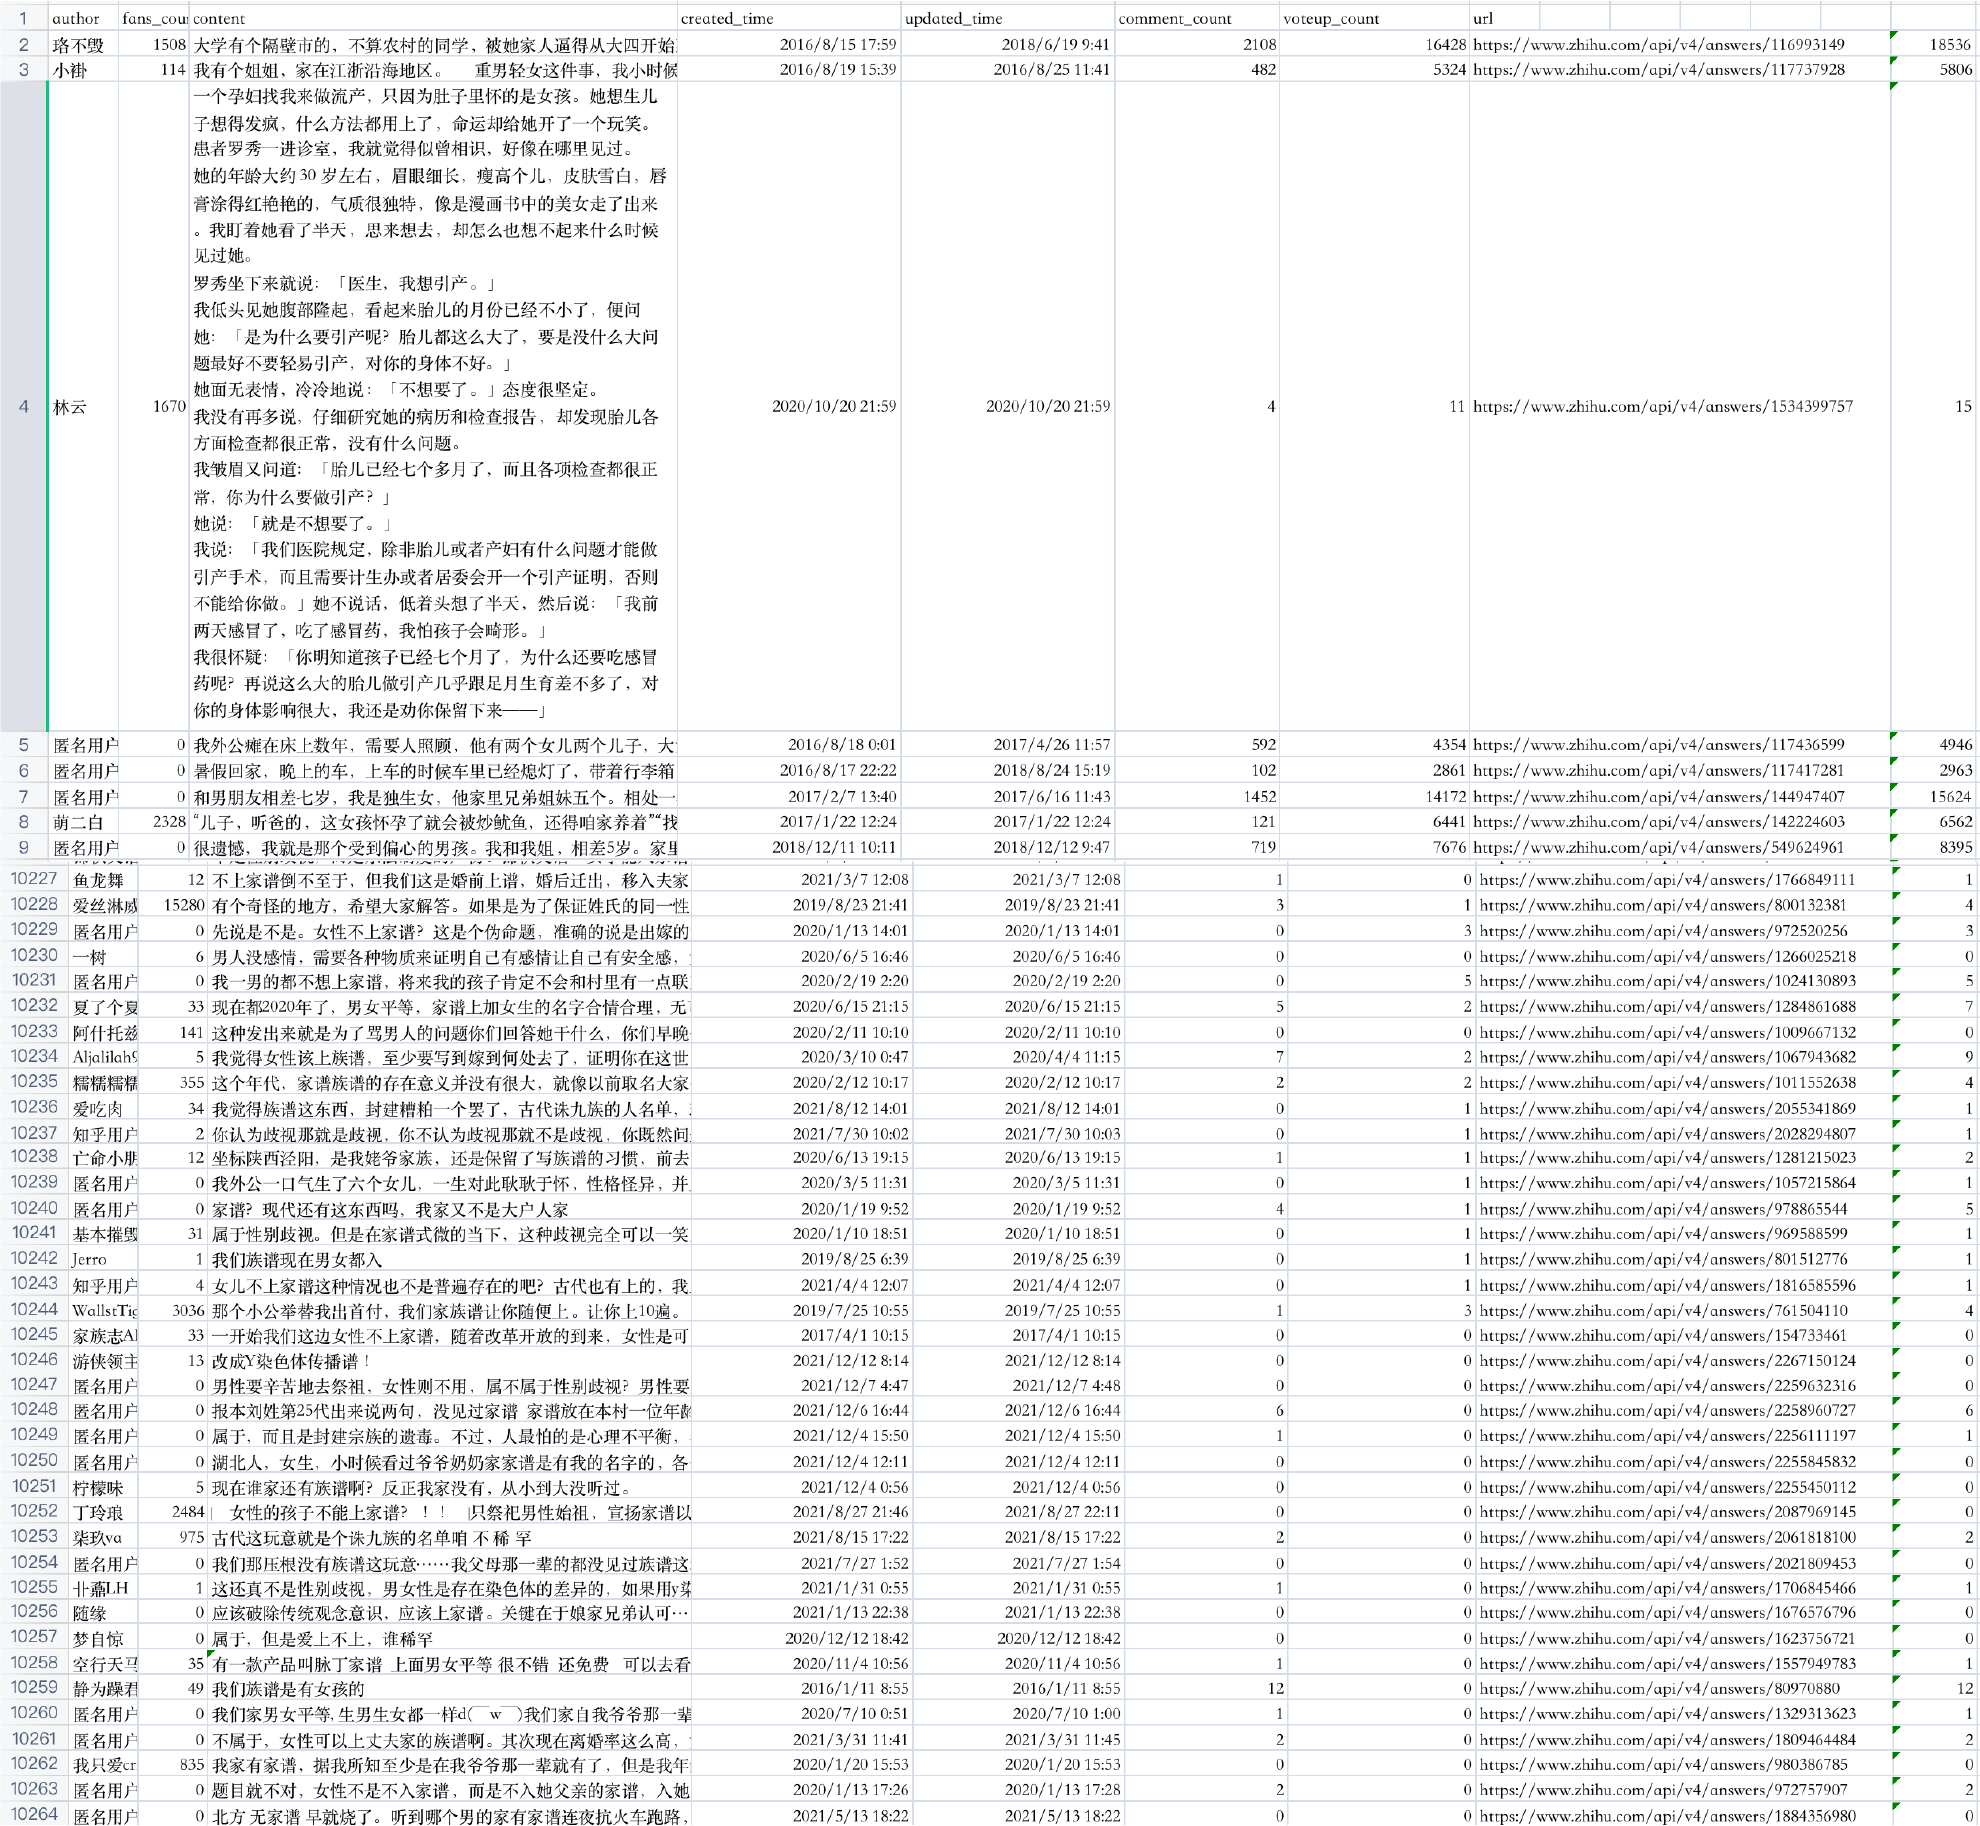 1 author fans_cou content created_time updated_time comment_count voteup_count url
2 珞不毁 1508 大学有个隔壁市的，不算农村的同学，被她家人逼得从大四开始 2016/8/15 17:59 2018/6/19 9:41 2108 16428 https://www.zhihu.com/api/v4/answers/116993149 18536
3 小褂 114 我有个姐姐，家在江浙沿海地区。 重男轻女这件事，我小时候 2016/8/19 15:39 2016/8/25 11:41 482 5324 https://www.zhihu.com/api/v4/answers/117737928 5806
一个孕妇找我来做流产，只因为肚子里怀的是女孩。她想生儿
子想得发疯，什么方法都用上了，命运却给她开了一个玩笑。
患者罗秀一进诊室，我就觉得似曾相识，好像在哪里见过。
她的年龄大约 30 岁左右，眉眼细长，瘦高个儿，皮肤雪白，唇
膏涂得红艳艳的，气质很独特，像是漫画书中的美女走了出来
。我盯着她看了半天，思来想去，却怎么也想不起来什么时候
见过她。
罗秀坐下来就说：「医生，我想引产。」
我低头见她腹部隆起，看起来胎儿的月份已经不小了，便问
她：「是为什么要引产呢？胎儿都这么大了，要是没什么大问
题最好不要轻易引产，对你的身体不好。」
她面无表情，冷冷地说：「不想要了。」态度很坚定。
4 林云 1670 我没有再多说，仔细研究她的病历和检查报告，却发现胎儿各 2020/10/20 21:59 2020/10/20 21:59 4 11 https://www.zhihu.com/api/v4/answers/1534399757 15
方面检查都很正常，没有什么问题。
我皱眉又问道：「胎儿已经七个多月了，而且各项检查都很正
常，你为什么要做引产？」
她说：「就是不想要了。」
我说：「我们医院规定，除非胎儿或者产妇有什么问题才能做
引产手术，而且需要计生办或者居委会开一个引产证明，否则
不能给你做。」她不说话，低着头想了半天，然后说：「我前
两天感冒了，吃了感冒药，我怕孩子会畸形。」
我很怀疑：「你明知道孩子已经七个月了，为什么还要吃感冒
药呢？再说这么大的胎儿做引产几乎跟足月生育差不多了，对
你的身体影响很大，我还是劝你保留下来——」
5 匿名用户 0 我外公瘫在床上数年，需要人照顾，他有两个女儿两个儿子，大 2016/8/18 0:01 2017/4/26 11:57 592 4354 https://www.zhihu.com/api/v4/answers/117436599 4946
6 匿名用户 0 暑假回家，晚上的车，上车的时候车里已经熄灯了，带着行李箱 2016/8/17 22:22 2018/8/24 15:19 102 2861 https://www.zhihu.com/api/v4/answers/117417281 2963
7 匿名用户 0 和男朋友相差七岁，我是独生女，他家里兄弟姐妹五个。相处一 2017/2/7 13:40 2017/6/16 11:43 1452 14172 https://www.zhihu.com/api/v4/answers/144947407 15624
8 萌二白 2328 “儿子，听爸的，这女孩怀孕了就会被炒鱿鱼，还得咱家养着”“我 2017/1/22 12:24 2017/1/22 12:24 121 6441 https://www.zhihu.com/api/v4/answers/142224603 6562
9 匿名用户 0 很遗憾，我就是那个受到偏心的男孩。我和我姐，相差5岁。家里 2018/12/11 10:11 2018/12/12 9:47 719 7676 https://www.zhihu.com/api/v4/answers/549624961 8395
10227 鱼龙舞 12 不上家谱倒不至于，但我们这是婚前上谱，婚后迁出，移入夫家 2021/3/7 12:08 2021/3/7 12:08 1 0 https://www.zhihu.com/api/v4/answers/1766849111 1
10228 爱丝淋威 15280 有个奇怪的地方，希望大家解答。如果是为了保证姓氏的同一性 2019/8/23 21:41 2019/8/23 21:41 3 1 https://www.zhihu.com/api/v4/answers/800132381 4
10229 匿名用户 0 先说是不是。女性不上家谱？这是个伪命题，准确的说是出嫁的 2020/1/13 14:01 2020/1/13 14:01 0 3 https://www.zhihu.com/api/v4/answers/972520256 3
10230 一树 6 男人没感情，需要各种物质来证明自己有感情让自己有安全感， 2020/6/5 16:46 2020/6/5 16:46 0 0 https://www.zhihu.com/api/v4/answers/1266025218 0
10231 匿名用户 0 我一男的都不想上家谱，将来我的孩子肯定不会和村里有一点联 2020/2/19 2:20 2020/2/19 2:20 0 5 https://www.zhihu.com/api/v4/answers/1024130893 5
10232 夏了个夏 33 现在都2020年了，男女平等，家谱上加女生的名字合情合理，无 2020/6/15 21:15 2020/6/15 21:15 5 2 https://www.zhihu.com/api/v4/answers/1284861688 7
10233 阿什托兹 141 这种发出来就是为了骂男人的问题你们回答她干什么，你们早晚 2020/2/11 10:10 2020/2/11 10:10 0 0 https://www.zhihu.com/api/v4/answers/1009667132 0
10234 Aljalilah9 5 我觉得女性该上族谱，至少要写到嫁到何处去了，证明你在这世 2020/3/10 0:47 2020/4/4 11:15 7 2 https://www.zhihu.com/api/v4/answers/1067943682 9
10235 糯糯糯糯 355 这个年代，家谱族谱的存在意义并没有很大，就像以前取名大家 2020/2/12 10:17 2020/2/12 10:17 2 2 https://www.zhihu.com/api/v4/answers/1011552638 4
10236 爱吃肉 34 我觉得族谱这东西，封建糟粕一个罢了，古代诛九族的人名单， 2021/8/12 14:01 2021/8/12 14:01 0 1 https://www.zhihu.com/api/v4/answers/2055341869 1
10237 知乎用户 2 你认为歧视那就是歧视，你不认为歧视那就不是歧视，你既然问 2021/7/30 10:02 2021/7/30 10:03 0 1 https://www.zhihu.com/api/v4/answers/2028294807 1
10238 亡命小朋 12 坐标陕西泾阳，是我姥爷家族，还是保留了写族谱的习惯，前去 2020/6/13 19:15 2020/6/13 19:15 1 1 https://www.zhihu.com/api/v4/answers/1281215023 2
10239 匿名用户 0 我外公一口气生了六个女儿，一生对此耿耿于怀，性格怪异，并 2020/3/5 11:31 2020/3/5 11:31 0 1 https://www.zhihu.com/api/v4/answers/1057215864 1
10240 匿名用户 0 家谱？现代还有这东西吗，我家又不是大户人家 2020/1/19 9:52 2020/1/19 9:52 4 1 https://www.zhihu.com/api/v4/answers/978865544 5
10241 基本摧毁 31 属于性别歧视。但是在家谱式微的当下，这种歧视完全可以一笑 2020/1/10 18:51 2020/1/10 18:51 0 1 https://www.zhihu.com/api/v4/answers/969588599 1
10242 Jerro 1 我们族谱现在男女都入 2019/8/25 6:39 2019/8/25 6:39 0 1 https://www.zhihu.com/api/v4/answers/801512776 1
10243 知乎用户 4 女儿不上家谱这种情况也不是普遍存在的吧？古代也有上的，我 2021/4/4 12:07 2021/4/4 12:07 0 1 https://www.zhihu.com/api/v4/answers/1816585596 1
10244 WallstTig 3036 那个小公举替我出首付，我们家族谱让你随便上。让你上10遍。 2019/7/25 10:55 2019/7/25 10:55 1 3 https://www.zhihu.com/api/v4/answers/761504110 4
10245 家族志Al 33 一开始我们这边女性不上家谱，随着改革开放的到来，女性是可 2017/4/1 10:15 2017/4/1 10:15 0 0 https://www.zhihu.com/api/v4/answers/154733461 0
10246 游侠领主 13 改成Y染色体传播谱！ 2021/12/12 8:14 2021/12/12 8:14 0 0 https://www.zhihu.com/api/v4/answers/2267150124 0
10247 匿名用户 0 男性要辛苦地去祭祖，女性则不用，属不属于性别歧视？男性要 2021/12/7 4:47 2021/12/7 4:48 0 0 https://www.zhihu.com/api/v4/answers/2259632316 0
10248 匿名用户 0 报本刘姓第25代出来说两句，没见过家谱 家谱放在本村一位年龄 2021/12/6 16:44 2021/12/6 16:44 6 0 https://www.zhihu.com/api/v4/answers/2258960727 6
10249 匿名用户 0 属于，而且是封建宗族的遗毒。不过，人最怕的是心理不平衡， 2021/12/4 15:50 2021/12/4 15:50 1 0 https://www.zhihu.com/api/v4/answers/2256111197 1
10250 匿名用户 0 湖北人，女生，小时候看过爷爷奶奶家家谱是有我的名字的，各 2021/12/4 12:11 2021/12/4 12:11 0 0 https://www.zhihu.com/api/v4/answers/2255845832 0
10251 柠檬味 5 现在谁家还有族谱啊？反正我家没有，从小到大没听过。 2021/12/4 0:56 2021/12/4 0:56 0 0 https://www.zhihu.com/api/v4/answers/2255450112 0
10252 丁玲琅 2484 | 女性的孩子不能上家谱？！！ |只祭祀男性始祖，宣扬家谱以 2021/8/27 21:46 2021/8/27 22:11 0 0 https://www.zhihu.com/api/v4/answers/2087969145 0
10253 柒玖va 975 古代这玩意就是个诛九族的名单咱 不 稀 罕 2021/8/15 17:22 2021/8/15 17:22 2 0 https://www.zhihu.com/api/v4/answers/2061818100 2
10254 匿名用户 0 我们那压根没有族谱这玩意……我父母那一辈的都没见过族谱这 2021/7/27 1:52 2021/7/27 1:54 0 0 https://www.zhihu.com/api/v4/answers/2021809453 0
10255 LH 1 这还真不是性别歧视，男女性是存在染色体的差异的，如果用y染 2021/1/31 0:55 2021/1/31 0:55 1 0 https://www.zhihu.com/api/v4/answers/1706845466 1
10256 随缘 0 应该破除传统观念意识，应该上家谱。关键在于娘家兄弟认可… 2021/1/13 22:38 2021/1/13 22:38 0 0 https://www.zhihu.com/api/v4/answers/1676576796 0
10257 梦自惊 0 属于，但是爱上不上，谁稀罕 2020/12/12 18:42 2020/12/12 18:42 0 0 https://www.zhihu.com/api/v4/answers/1623756721 0
10258 空行天马 35 有一款产品叫脉丁家谱 上面男女平等 很不错 还免费 可以去看 2020/11/4 10:56 2020/11/4 10:56 1 0 https://www.zhihu.com/api/v4/answers/1557949783 1
10259 静为躁君 49 我们族谱是有女孩的 2016/1/11 8:55 2016/1/11 8:55 12 0 https://www.zhihu.com/api/v4/answers/80970880 12
10260 匿名用户 0 我们家男女平等, 生男生女都一样d(￣w￣)我们家自我爷爷那一辈 2020/7/10 0:51 2020/7/10 1:00 1 0 https://www.zhihu.com/api/v4/answers/1329313623 1
10261 匿名用户 0 不属于，女性可以上丈夫家的族谱啊。其次现在离婚率这么高， 2021/3/31 11:41 2021/3/31 11:45 2 0 https://www.zhihu.com/api/v4/answers/1809464484 2
10262 我只爱cr 835 我家有家谱，据我所知至少是在我爷爷那一辈就有了，但是我年 2020/1/20 15:53 2020/1/20 15:53 0 0 https://www.zhihu.com/api/v4/answers/980386785 0
10263 匿名用户 0 题目就不对，女性不是不入家谱，而是不入她父亲的家谱，入她 2020/1/13 17:26 2020/1/13 17:28 2 0 https://www.zhihu.com/api/v4/answers/972757907 2
10264 匿名用户 0 北方 无家谱 早就烧了。听到哪个男的家有家谱连夜抗火车跑路， 2021/5/13 18:22 2021/5/13 18:22 0 0 https://www.zhihu.com/api/v4/answers/1884356980 0